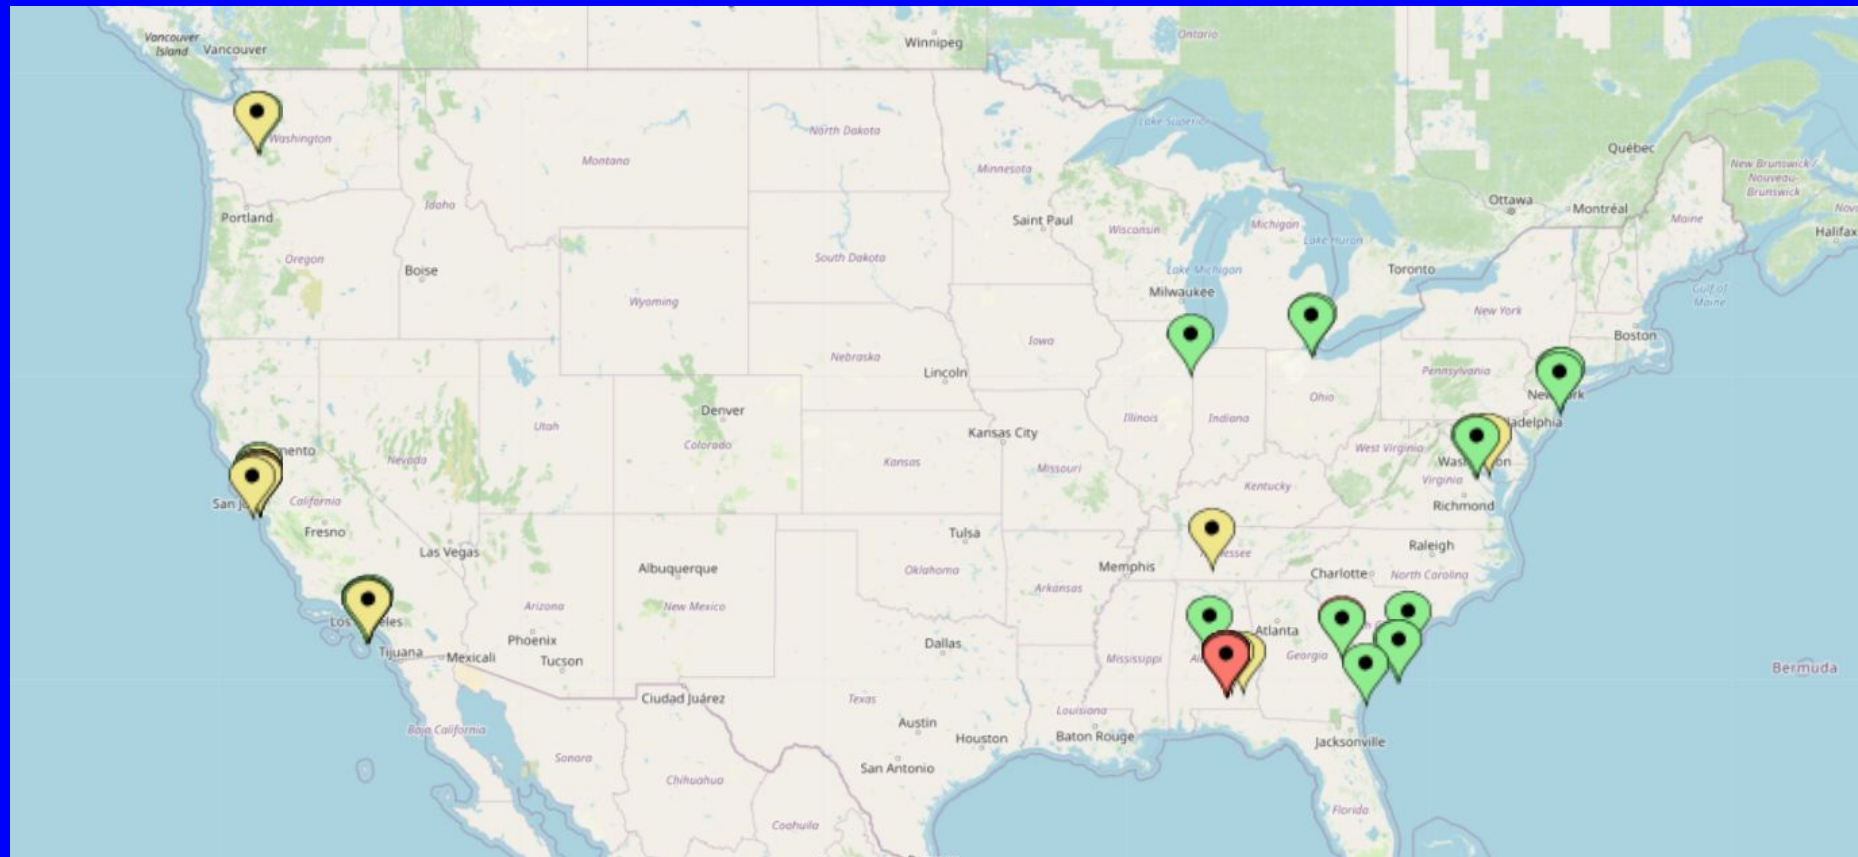 Vancouver
Island
Vancouver
Winnipeg
Ontario
Washington
North Dakota
Montana
Minnesota
Lake Superior
Québec
New Brunswick /
Nouveau-
Brunswick
Portland
Idaho
Saint Paul
Wisconsin
Michigan
Ottawa
Montréal
Maine
Halifax
Oregon
Boise
South Dakota
Lake Huron
Toronto
Lake Michigan
Milwaukee
Gulf of
Maine
Wyoming
New York
Boston
Iowa
Nebraska
Lincoln
Pennsylvania
Denver
Utah
Colorado
Illinois
Indiana
Ohio
Kansas City
West Virginia
Nevada
Kansas
Missouri
Virginia
California
Kentucky
Richmond
Fresno
Las Vegas
Tulsa
Raleigh
Albuquerque
Oklahoma
Memphis
Charlotte
North Carolina
Arkansas
Arizona
New Mexico
Phoenix
Tucson
Dallas
Atlanta
Tijuana
Mexicali
Mississippi
Georgia
Bermuda
Ciudad Juárez
Texas
Louisiana
Baja California
Austin
Houston
Baton Rouge
Jacksonville
Sonora
Chihuahua
San Antonio
Coahuila
Florida